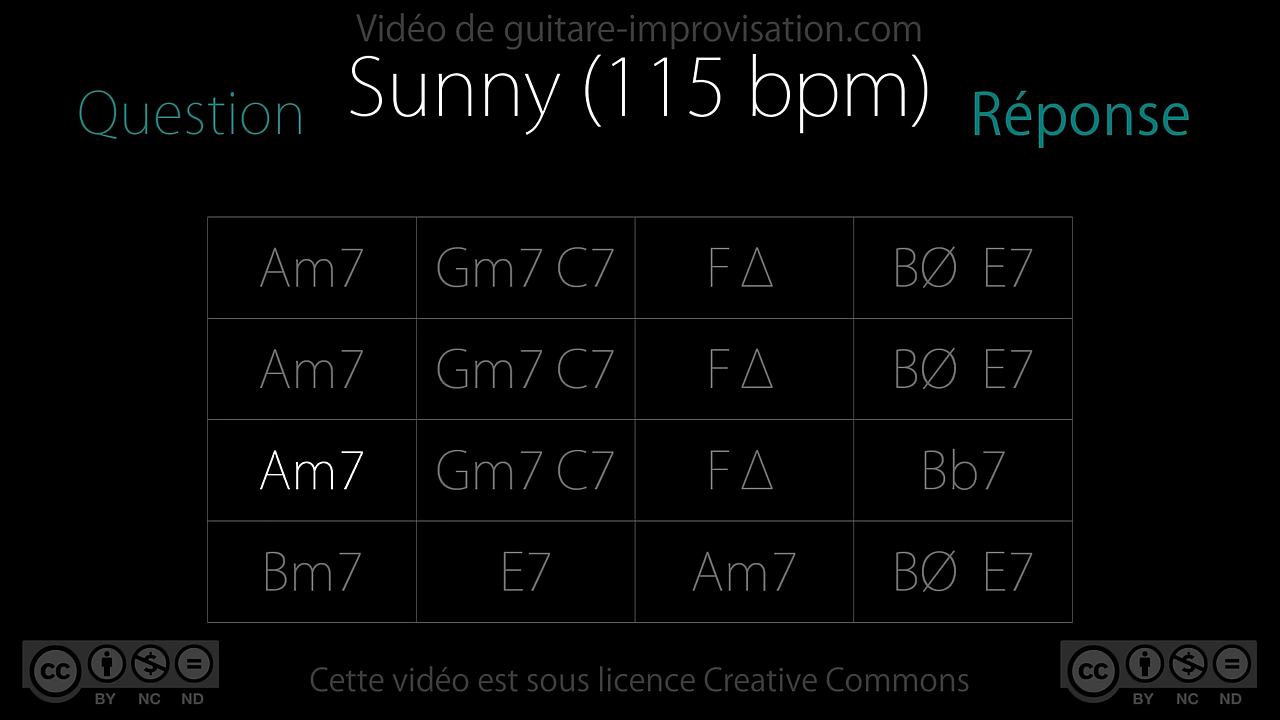 Vidéo de guitare-improvisation.com
Sunny (115 bpm)
Question
Réponse
Am7 Gm7 C7 F Δ BØ E7
Am7 Gm7 C7 F Δ BØ E7
Am7 Gm7 C7 F Δ Bb7
Bm7 E7 Am7 BØ E7
cc BY NC ND
Cette vidéo est sous licence Creative Commons
cc BY NC ND